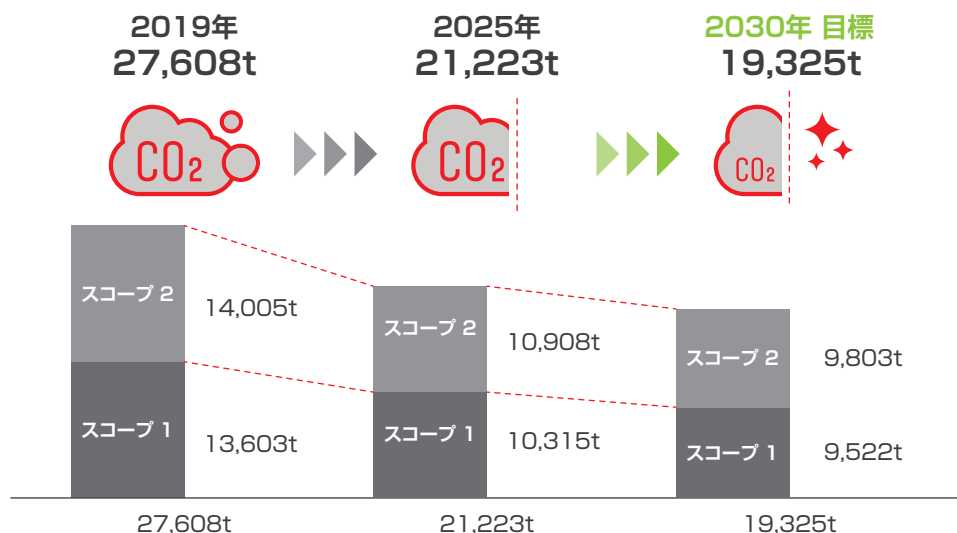 2019年
27,608t
2025年
21,223t
2030年 目標
19,325t
CO2
CO2
CO2
スコープ 2
14,005t
スコープ 1
13,603t
スコープ 2
10,908t
スコープ 1
10,315t
スコープ 2
9,803t
スコープ 1
9,522t
27,608t
21,223t
19,325t